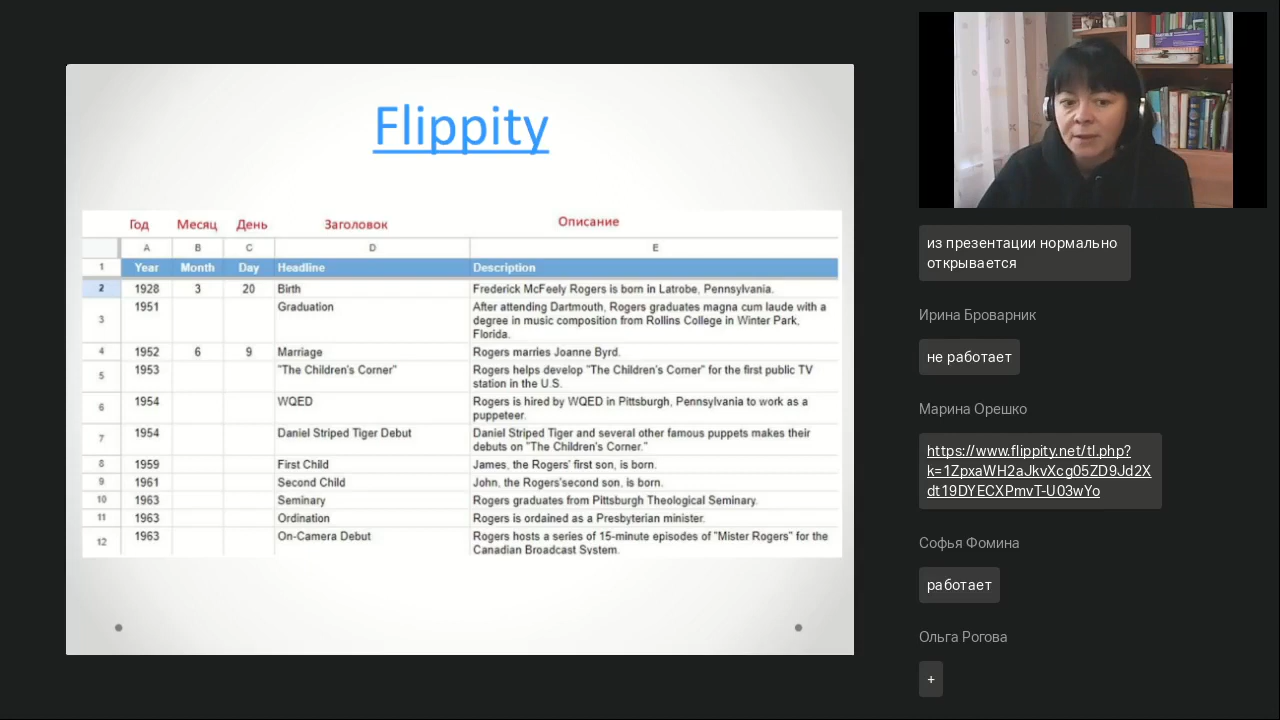 Flippity
Год Месяц День Заголовок Описание
A B C D E
1 Year Month Day Headline Description
2 1928 3 20 Birth Frederick McFeely Rogers is born in Latrobe, Pennsylvania.
3 1951 Graduation After attending Dartmouth, Rogers graduates magna cum laude with a
degree in music composition from Rollins College in Winter Park,
Florida.
4 1952 6 9 Marriage Rogers marries Joanne Byrd.
5 1953 "The Children's Corner" Rogers helps develop "The Children's Corner" for the first public TV
station in the U.S.
6 1954 WQED Rogers is hired by WQED in Pittsburgh, Pennsylvania to work as a
puppeteer.
7 1954 Daniel Striped Tiger Debut Daniel Striped Tiger and several other famous puppets makes their
debuts on "The Children's Corner."
8 1959 First Child James, the Rogers' first son, is born.
9 1961 Second Child John, the Rogers'second son, is born.
10 1963 Seminary Rogers graduates from Pittsburgh Theological Seminary.
11 1963 Ordination Rogers is ordained as a Presbyterian minister.
12 1963 On-Camera Debut Rogers hosts a series of 15-minute episodes of "Mister Rogers" for the
Canadian Broadcast System.
из презентации нормально
открывается
Ирина Броварник
не работает
Марина Орешко
https://www.flippity.net/tl.php?
k=1ZpxaWH2aJkvXcg05ZD9Jd2X
dt19DYECXPmvT-U03wYo
Софья Фомина
работает
Ольга Рогова
+